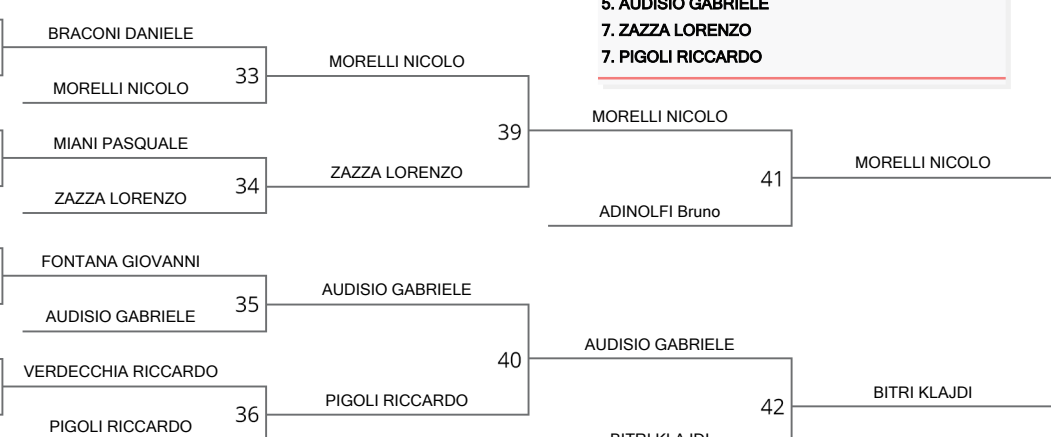 5. AUDISIO GABRIELE
7. ZAZZA LORENZO
7. PIGOLI RICCARDO
BRACONI DANIELE
33
MORELLI NICOLO
MORELLI NICOLO
MIANI PASQUALE
34
ZAZZA LORENZO
ZAZZA LORENZO
39
MORELLI NICOLO
41
ADINOLFI Bruno
MORELLI NICOLO
FONTANA GIOVANNI
35
AUDISIO GABRIELE
AUDISIO GABRIELE
VERDECCHIA RICCARDO
36
PIGOLI RICCARDO
PIGOLI RICCARDO
40
AUDISIO GABRIELE
42
BITRI KLAJDI
BITRI KLAJDI